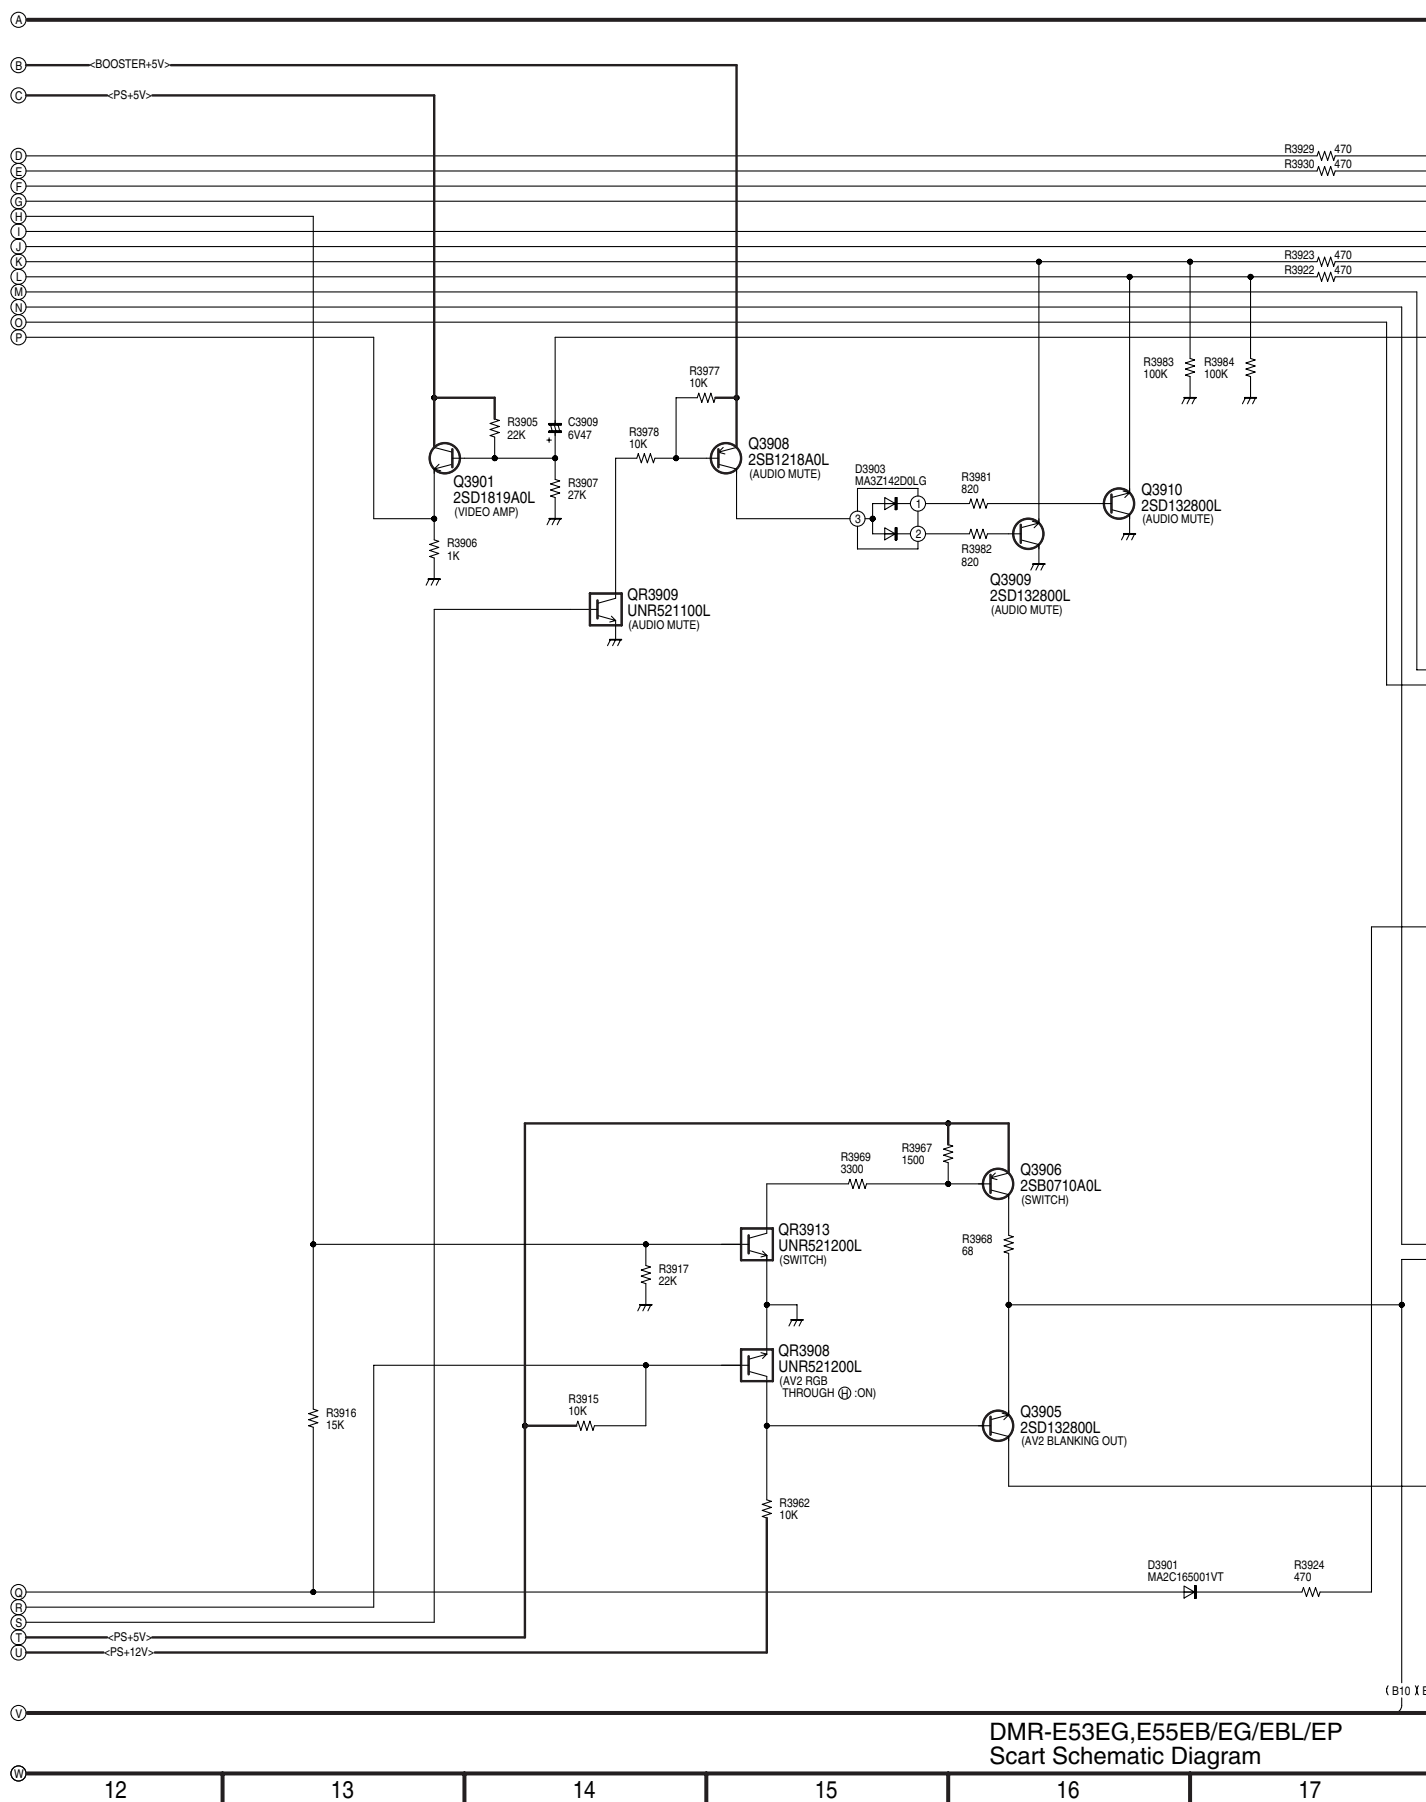 A
B <BOOSTER+5V>
C <PS+5V>
D
R3929 470
E
R3930 470
F
G
H
I
J
K
R3923 470
L
R3922 470
M
N
O
P
R3983
100K
R3984
100K
R3977
10K
R3905
22K
C3909
6V47
+
R3978
10K
Q3908
2SB1218A0L
(AUDIO MUTE)
Q3901
2SD1819A0L
(VIDEO AMP)
R3907
27K
D3903
MA3Z142D0LG
1
3
2
R3981
820
R3982
820
Q3910
2SD132800L
(AUDIO MUTE)
R3906
1K
Q3909
2SD132800L
(AUDIO MUTE)
QR3909
UNR521100L
(AUDIO MUTE)
R3969
3300
R3967
1500
Q3906
2SB0710A0L
(SWITCH)
QR3913
UNR521200L
(SWITCH)
R3968
68
R3917
22K
QR3908
UNR521200L
(AV2 RGB
THROUGH H :ON)
R3915
10K
R3916
15K
Q3905
2SD132800L
(AV2 BLANKING OUT)
R3962
10K
D3901
MA2C165001VT
R3924
470
Q
R
S
T <PS+5V>
U <PS+12V>
( B10 )(
V
DMR-E53EG,E55EB/EG/EBL/EP
Scart Schematic Diagram
W
12 13 14 15 16 17